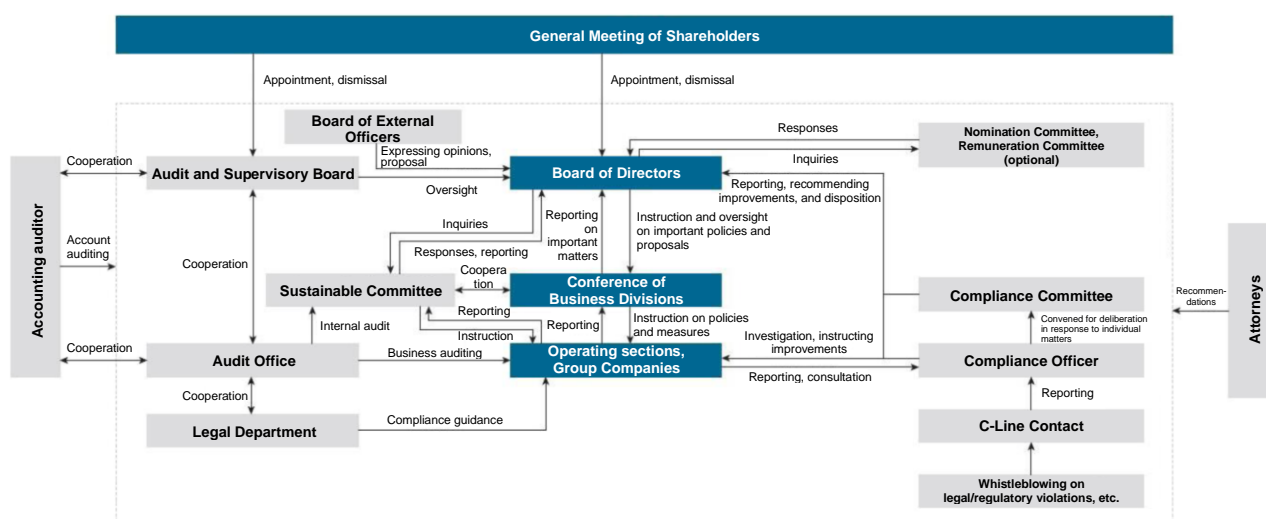 General Meeting of Shareholders
Appointment, dismissal
Appointment, dismissal
Board of External
Officers
Responses
Nomination Committee,
Remuneration Committee
(optional)
Cooperation
Expressing opinions,
proposal
Inquiries
Audit and Supervisory Board
Board of Directors
Oversight
Reporting, recommending
improvements, and disposition
Accounting auditor
Account
auditing
Cooperation
Inquiries
Responses, reporting
Reporting
on
important
matters
Instruction and oversight
on important policies and
proposals
Coopera
tion
Sustainable Committee
Conference of
Business Divisions
Compliance Committee
Recommen-
dations
Attorneys
Internal audit
Reporting
Instruction
Reporting
Instruction on policies
and measures
Convened for deliberation
in response to individual
matters
Investigation, instructing
improvements
Cooperation
Audit Office
Business auditing
Operating sections,
Group Companies
Compliance Officer
Reporting, consultation
Cooperation
Reporting
Legal Department
Compliance guidance
C-Line Contact
Whistleblowing on
legal/regulatory violations, etc.